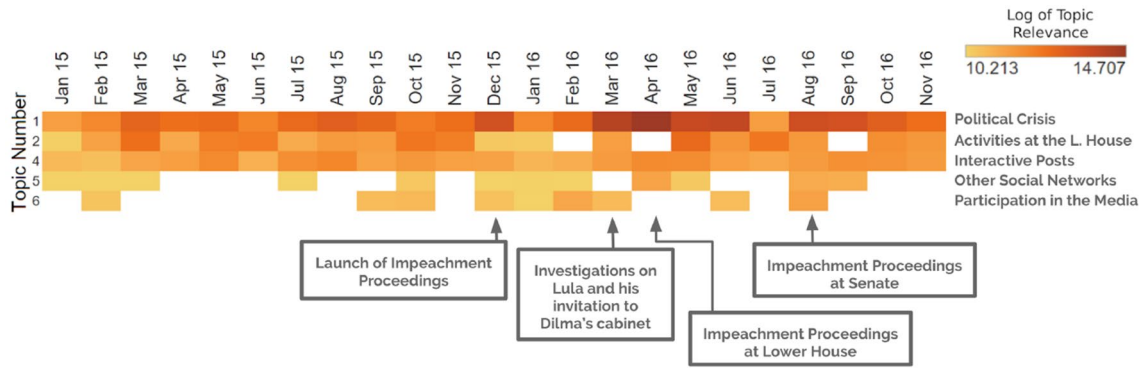 Log of Topic
Relevance
10.213 14.707
Jan 15 Feb 15 Mar 15 Apr 15 May 15 Jun 15 Jul 15 Aug 15 Sep 15 Oct 15 Nov 15 Dec 15 Jan 16 Feb 16 Mar 16 Apr 16 May 16 Jun 16 Jul 16 Aug 16 Sep 16 Oct 16 Nov 16
Topic Number
1 Political Crisis
2 Activities at the L. House
4 Interactive Posts
5 Other Social Networks
6 Participation in the Media
Launch of Impeachment
Proceedings
Investigations on
Lula and his
invitation to
Dilma's cabinet
Impeachment Proceedings
at Lower House
Impeachment Proceedings
at Senate